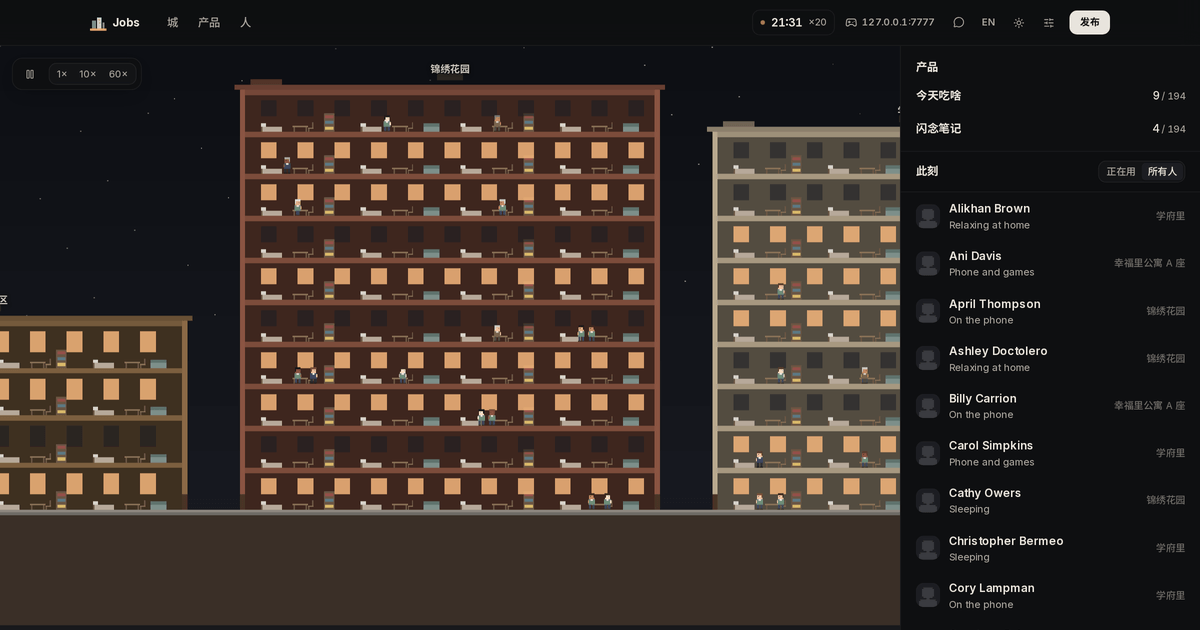 Jobs
城
产品
人
21:31 ×20
127.0.0.1:7777
EN
发布
1×
10×
60×
锦绣花园
区
产品
今天吃啥
9 / 194
闪念笔记
4 / 194
此刻
正在用
所有人
Alikhan Brown
Relaxing at home
学府里
Ani Davis
Phone and games
幸福里公寓 A 座
April Thompson
On the phone
锦绣花园
Ashley Doctolero
Relaxing at home
锦绣花园
Billy Carrion
On the phone
幸福里公寓 A 座
Carol Simpkins
Phone and games
学府里
Cathy Owers
Sleeping
锦绣花园
Christopher Bermeo
Sleeping
学府里
Cory Lampman
On the phone
学府里